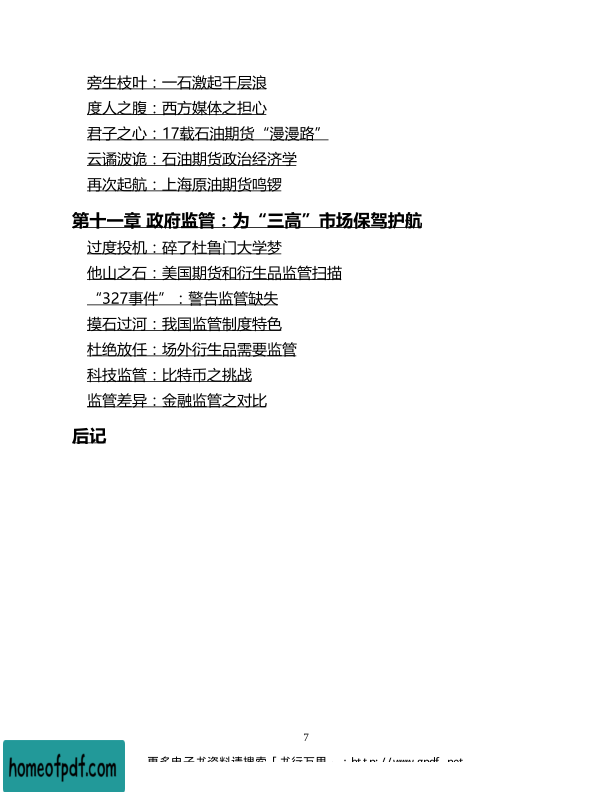 旁生枝叶：一石激起千层浪
度人之腹：西方媒体之担心
君子之心：17载石油期货“漫漫路”
云谲波诡：石油期货政治经济学
再次起航：上海原油期货鸣锣
第十一章 政府监管：为“三高”市场保驾护航
过度投机：碎了杜鲁门大学梦
他山之石：美国期货和衍生品监管扫描
“327事件”：警告监管缺失
摸石过河：我国监管制度特色
杜绝放任：场外衍生品需要监管
科技监管：比特币之挑战
监管差异：金融监管之对比
后记
7
更多电子书资料请搜索「书行万里
homeofpdf.com